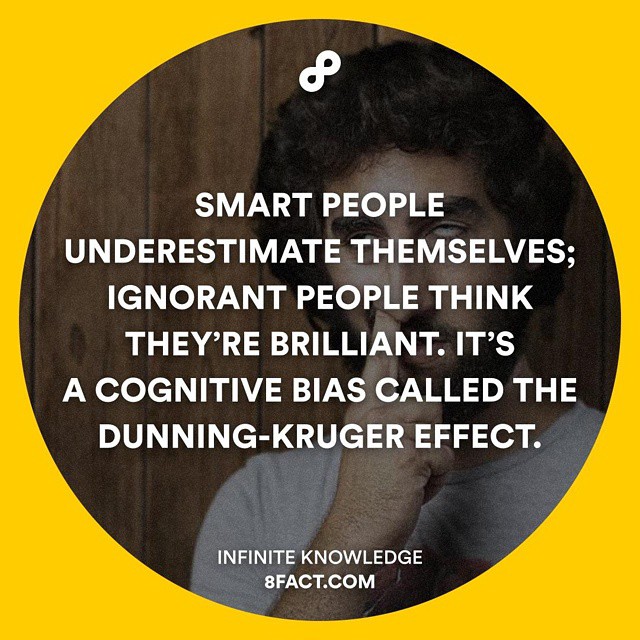 SMART PEOPLE
UNDERESTIMATE THEMSELVES;
IGNORANT PEOPLE THINK
THEY’RE BRILLIANT. IT’S
A COGNITIVE BIAS CALLED THE
DUNNING-KRUGER EFFECT.
INFINITE KNOWLEDGE
8FACT.COM